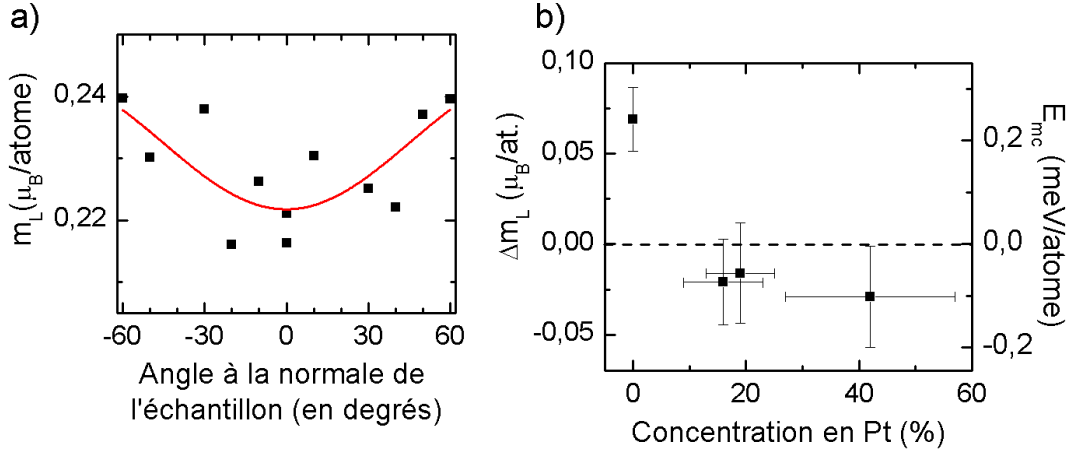 a)
m_L(μ_B/atome)
0,24
0,22
-60 -30 0 30 60
Angle à la normale de
l'échantillon (en degrés)
b)
Δm_L (μ_B/at.)
0,10
0,05
0,00
-0,05
0 20 40 60
Concentration en Pt (%)
0,2
0,0
-0,2
E_mc (meV/atome)